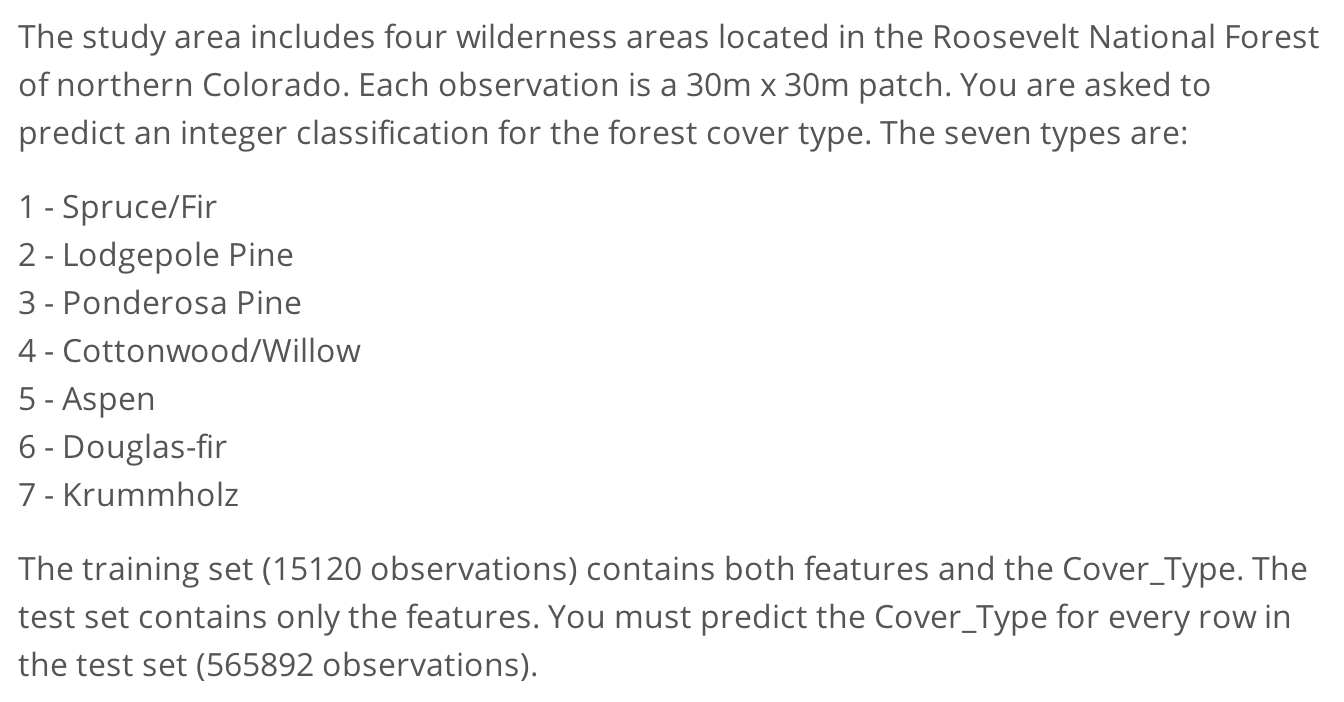 The study area includes four wilderness areas located in the Roosevelt National Forest
of northern Colorado. Each observation is a 30m x 30m patch. You are asked to
predict an integer classification for the forest cover type. The seven types are:
1 - Spruce/Fir
2 - Lodgepole Pine
3 - Ponderosa Pine
4 - Cottonwood/Willow
5 - Aspen
6 - Douglas-fir
7 - Krummholz
The training set (15120 observations) contains both features and the Cover_Type. The
test set contains only the features. You must predict the Cover_Type for every row in
the test set (565892 observations).